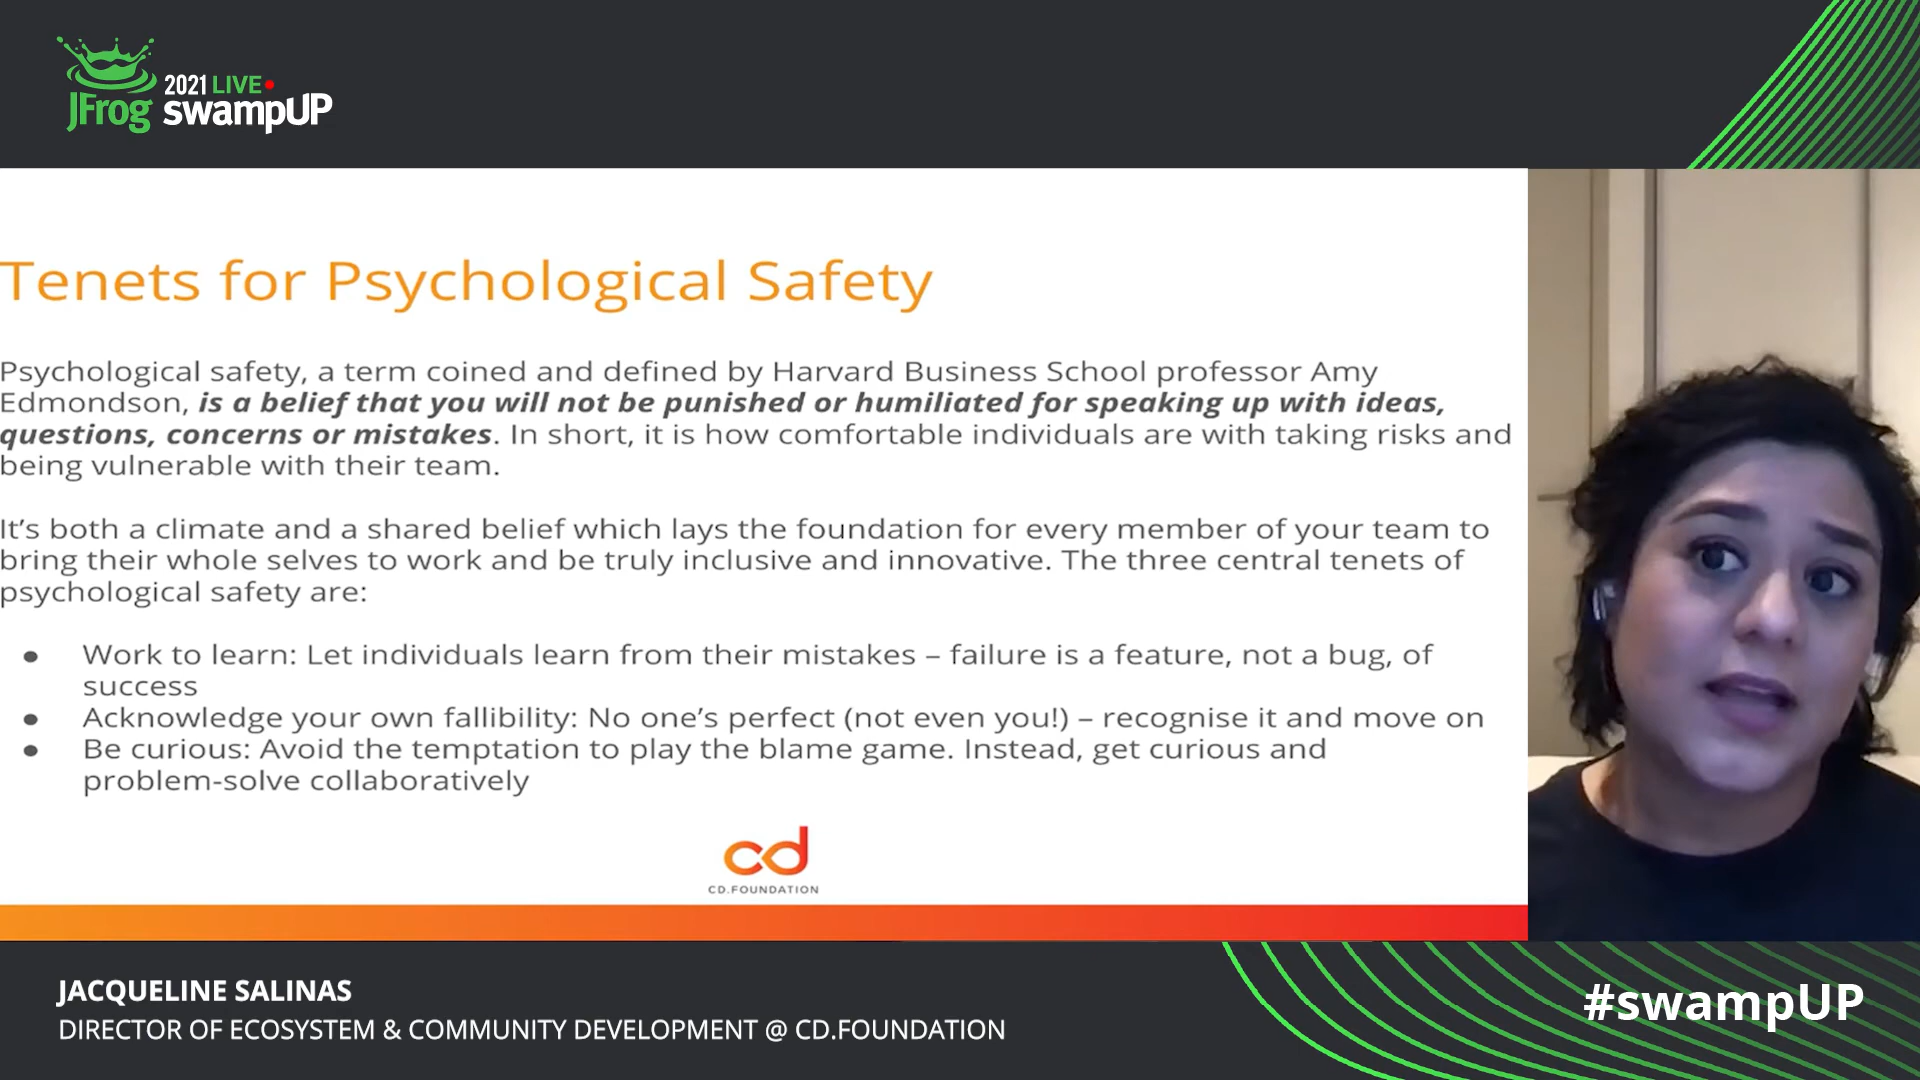 2021 LIVE
JFrog swampUP
Tenets for Psychological Safety
Psychological safety, a term coined and defined by Harvard Business School professor Amy
Edmondson, is a belief that you will not be punished or humiliated for speaking up with ideas,
questions, concerns or mistakes. In short, it is how comfortable individuals are with taking risks and
being vulnerable with their team.
It’s both a climate and a shared belief which lays the foundation for every member of your team to
bring their whole selves to work and be truly inclusive and innovative. The three central tenets of
psychological safety are:
● Work to learn: Let individuals learn from their mistakes – failure is a feature, not a bug, of
success
● Acknowledge your own fallibility: No one’s perfect (not even you!) – recognise it and move on
● Be curious: Avoid the temptation to play the blame game. Instead, get curious and
problem-solve collaboratively
cd
CD.FOUNDATION
JACQUELINE SALINAS
DIRECTOR OF ECOSYSTEM & COMMUNITY DEVELOPMENT @ CD.FOUNDATION
#swampUP